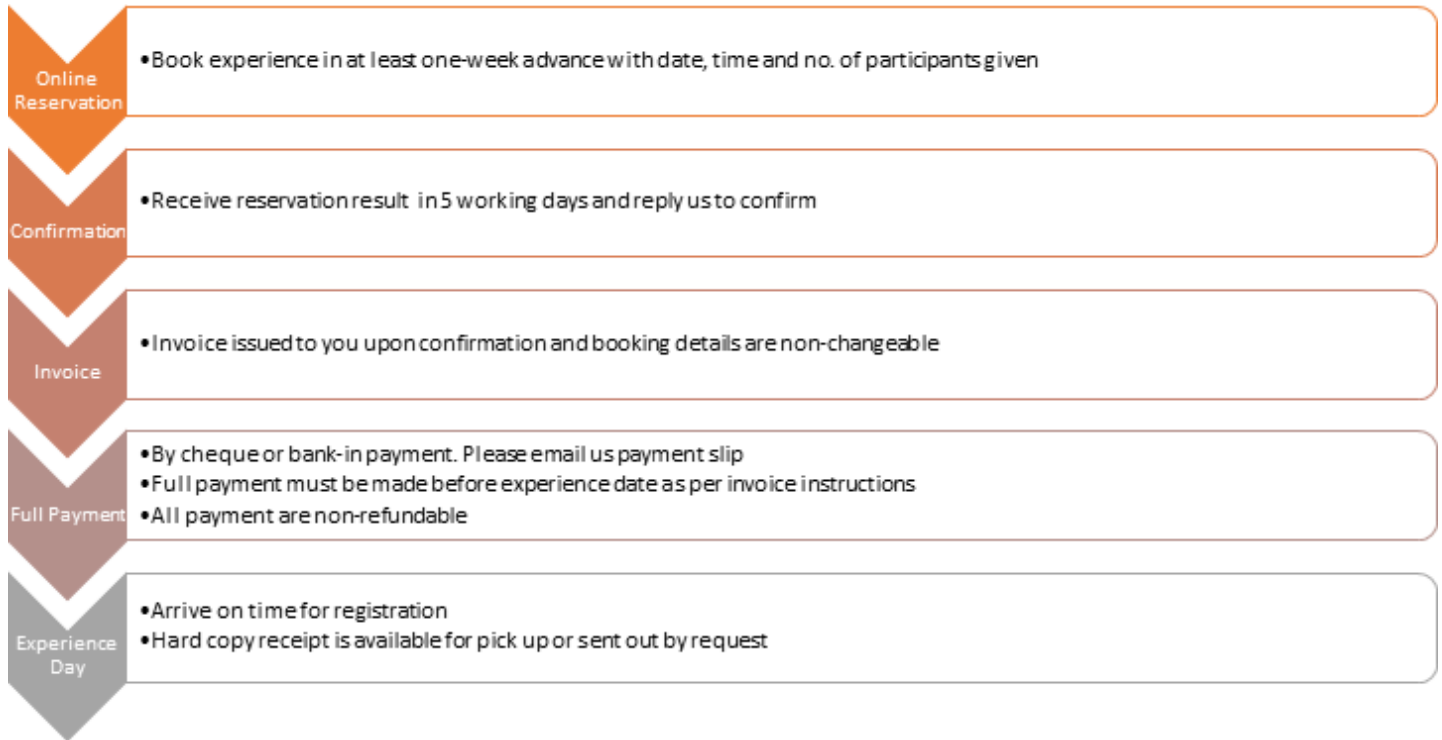 Online
Reservation
•Book experience in at least one-week advance with date, time and no. of participants given
Confirmation
•Receive reservation result in 5 working days and reply us to confirm
Invoice
•Invoice issued to you upon confirmation and booking details are non-changeable
Full Payment
•By cheque or bank-in payment. Please email us payment slip
•Full payment must be made before experience date as per invoice instructions
•All payment are non-refundable
Experience
Day
•Arrive on time for registration
•Hard copy receipt is available for pick up or sent out by request